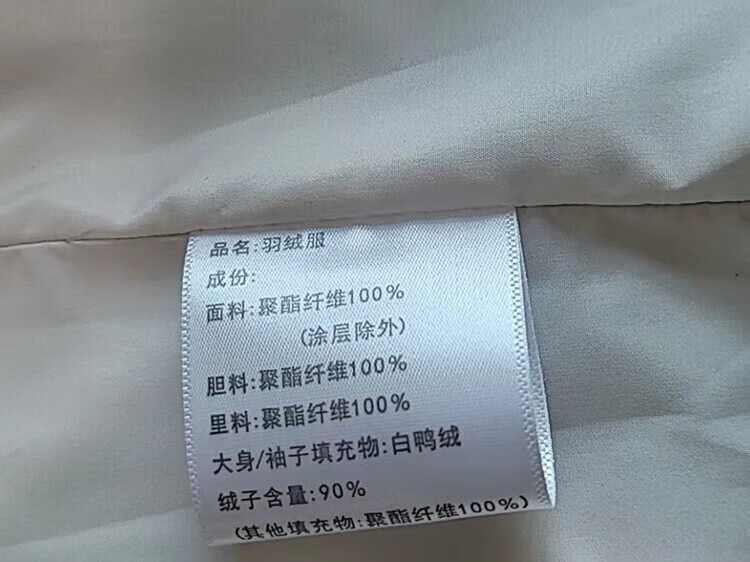 品名:羽绒服
成份:
面料:聚酯纤维100%
(涂层除外)
胆料:聚酯纤维100%
里料:聚酯纤维100%
大身/袖子填充物:白鸭绒
绒子含量:90%
(其他填充物:聚酯纤维100%)